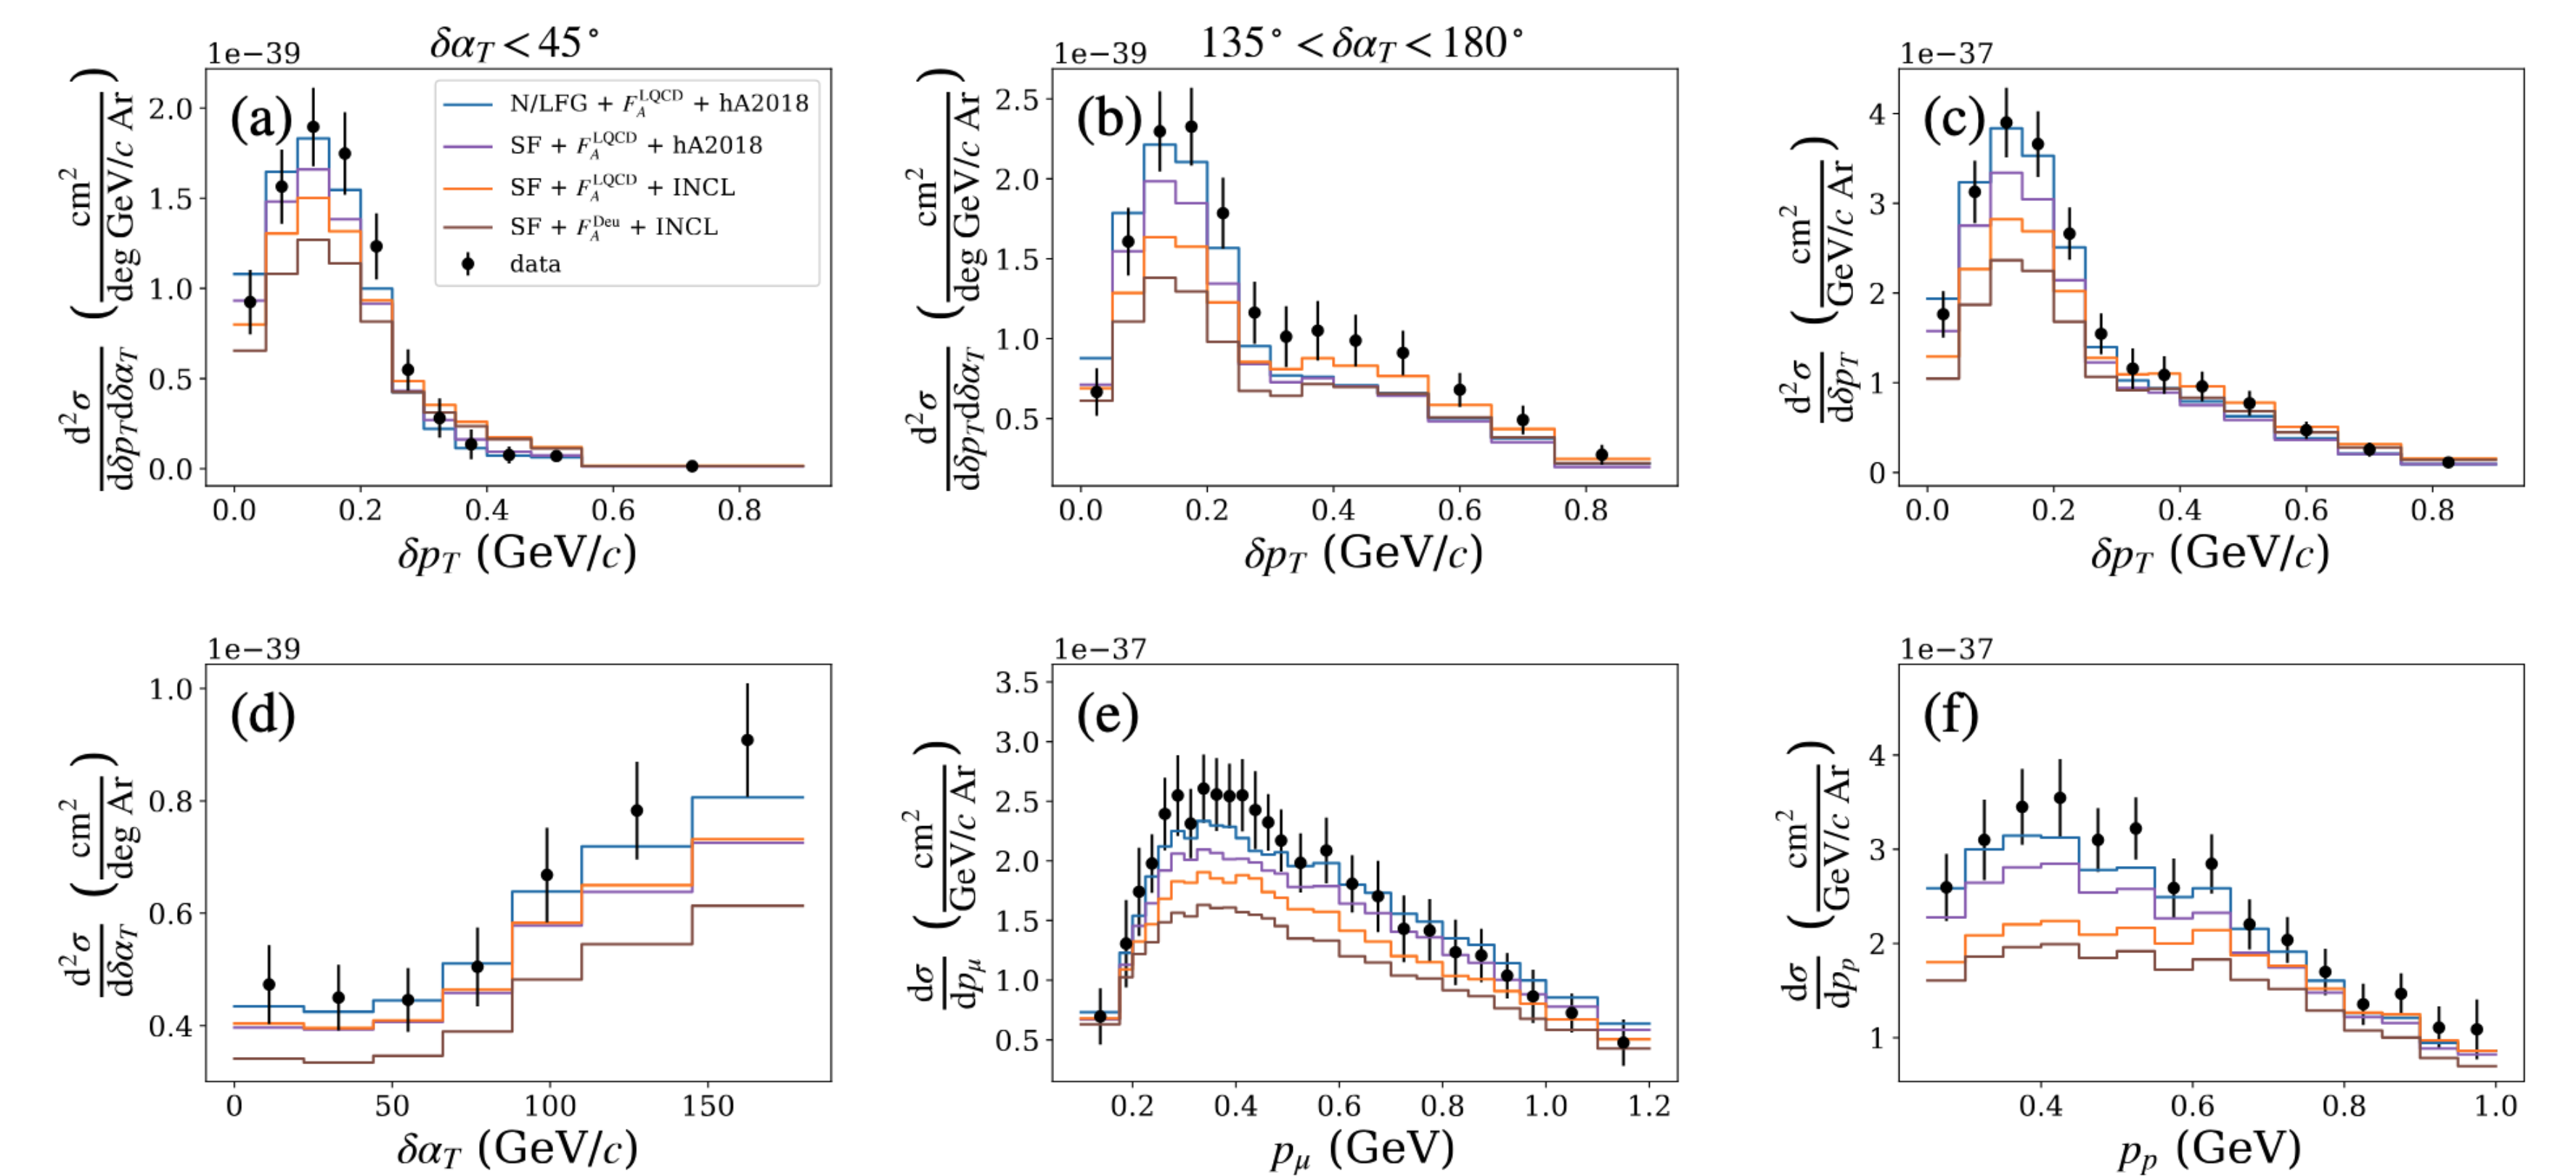 δα_T < 45°
135° < δα_T < 180°
1e−39
1e−39
1e−37
(a)
N/LFG + F_A^LQCD + hA2018
SF + F_A^LQCD + hA2018
SF + F_A^LQCD + INCL
SF + F_A^Deu + INCL
data
d²σ/dδp_Tdδα_T (cm²/deg GeV/c Ar)
2.0
1.5
1.0
0.5
0.0
0.0 0.2 0.4 0.6 0.8
δp_T (GeV/c)
(b)
d²σ/dδp_Tdδα_T (cm²/deg GeV/c Ar)
2.5
2.0
1.5
1.0
0.5
0.0 0.2 0.4 0.6 0.8
δp_T (GeV/c)
(c)
d²σ/dδp_T (cm²/GeV/c Ar)
4
3
2
1
0
0.0 0.2 0.4 0.6 0.8
δp_T (GeV/c)
1e−39
(d)
d²σ/dδα_T (cm²/deg Ar)
1.0
0.8
0.6
0.4
0 50 100 150
δα_T (GeV/c)
1e−37
(e)
dσ/dp_μ (cm²/GeV/c Ar)
3.5
3.0
2.5
2.0
1.5
1.0
0.5
0.2 0.4 0.6 0.8 1.0 1.2
p_μ (GeV)
1e−37
(f)
dσ/dp_p (cm²/GeV/c Ar)
4
3
2
1
0.4 0.6 0.8 1.0
p_p (GeV)